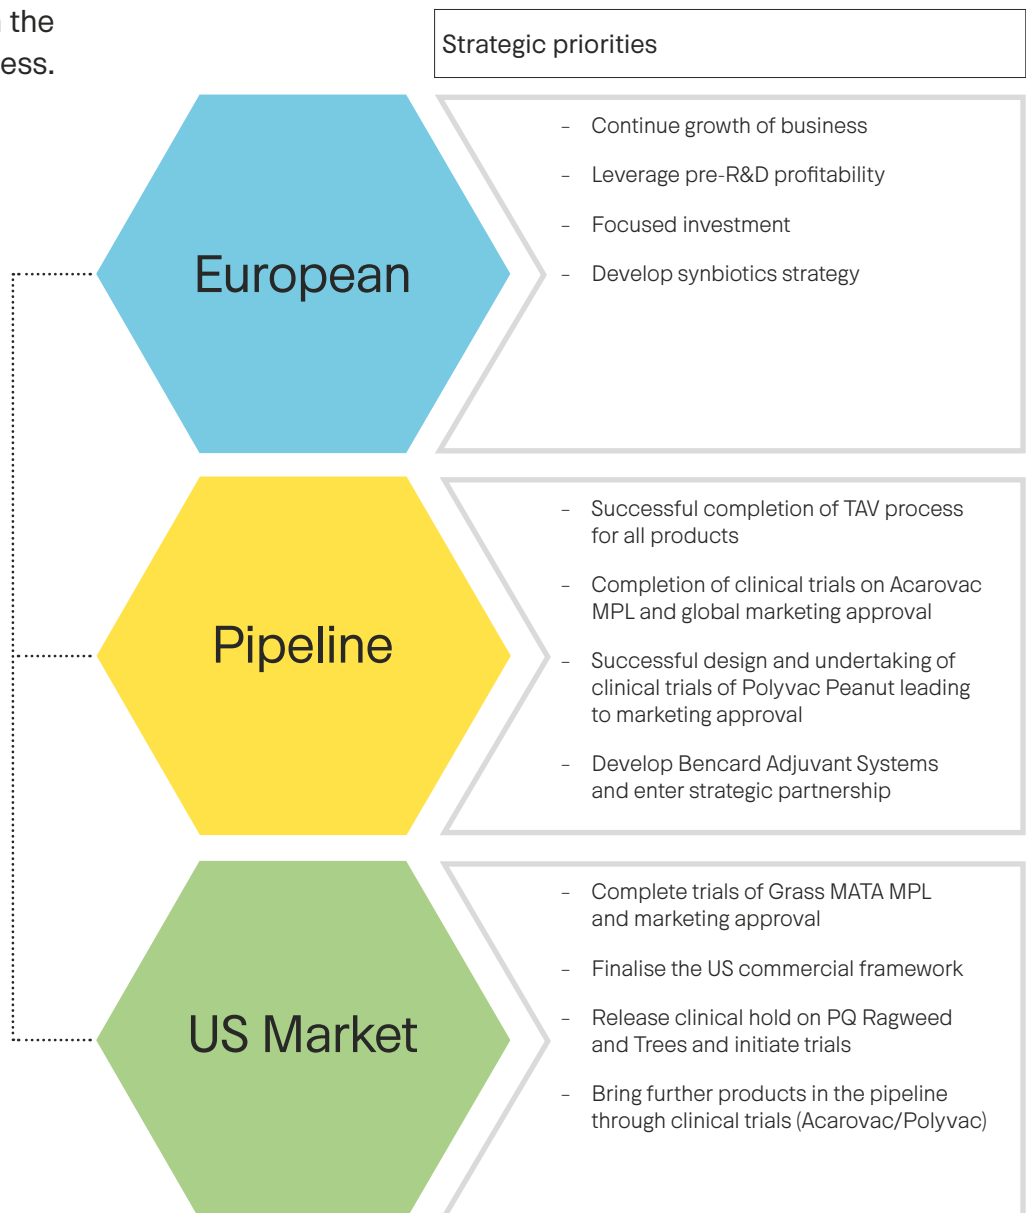 the
ess.
Strategic priorities
European
– Continue growth of business
– Leverage pre-R&D profitability
– Focused investment
– Develop synbiotics strategy
Pipeline
– Successful completion of TAV process
for all products
– Completion of clinical trials on Acarovac
MPL and global marketing approval
– Successful design and undertaking of
clinical trials of Polyvac Peanut leading
to marketing approval
– Develop Bencard Adjuvant Systems
and enter strategic partnership
US Market
– Complete trials of Grass MATA MPL
and marketing approval
– Finalise the US commercial framework
– Release clinical hold on PQ Ragweed
and Trees and initiate trials
– Bring further products in the pipeline
through clinical trials (Acarovac/Polyvac)